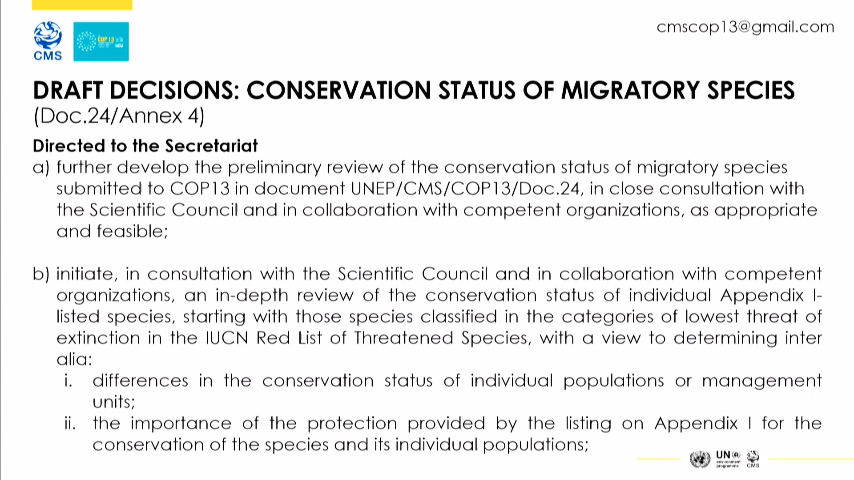 cmscop13@gmail.com
CMS
COP13
DRAFT DECISIONS: CONSERVATION STATUS OF MIGRATORY SPECIES
(Doc.24/Annex 4)
Directed to the Secretariat
a) further develop the preliminary review of the conservation status of migratory species
submitted to COP13 in document UNEP/CMS/COP13/Doc.24, in close consultation with
the Scientific Council and in collaboration with competent organizations, as appropriate
and feasible;
b) initiate, in consultation with the Scientific Council and in collaboration with competent
organizations, an in-depth review of the conservation status of individual Appendix I-
listed species, starting with those species classified in the categories of lowest threat of
extinction in the IUCN Red List of Threatened Species, with a view to determining inter
alia:
i. differences in the conservation status of individual populations or management
units;
ii. the importance of the protection provided by the listing on Appendix I for the
conservation of the species and its individual populations;
UN
environment
programme
CMS